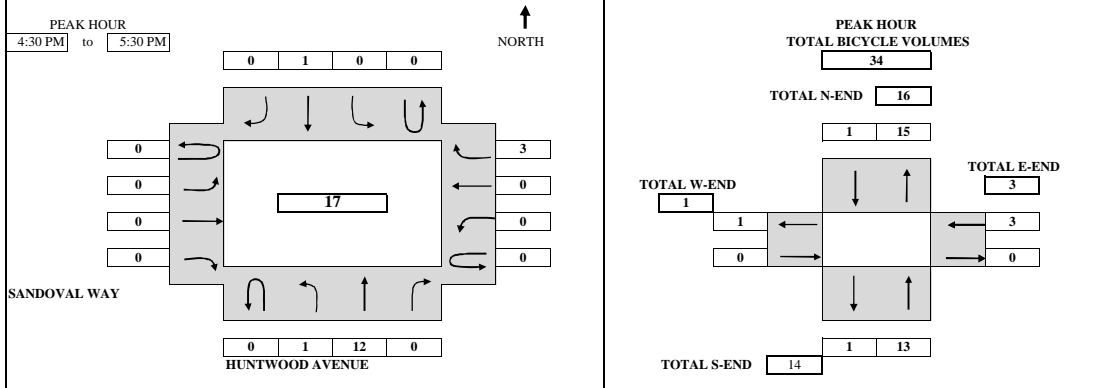 PEAK HOUR
4:30 PM to 5:30 PM
NORTH
0 1 0 0
0 3
0 0
17
0 0
0 0
SANDOVAL WAY
0 1 12 0
HUNTWOOD AVENUE
PEAK HOUR
TOTAL BICYCLE VOLUMES
34
TOTAL N-END 16
1 15
TOTAL E-END
3
TOTAL W-END
1
1 3
0 0
1 13
TOTAL S-END 14